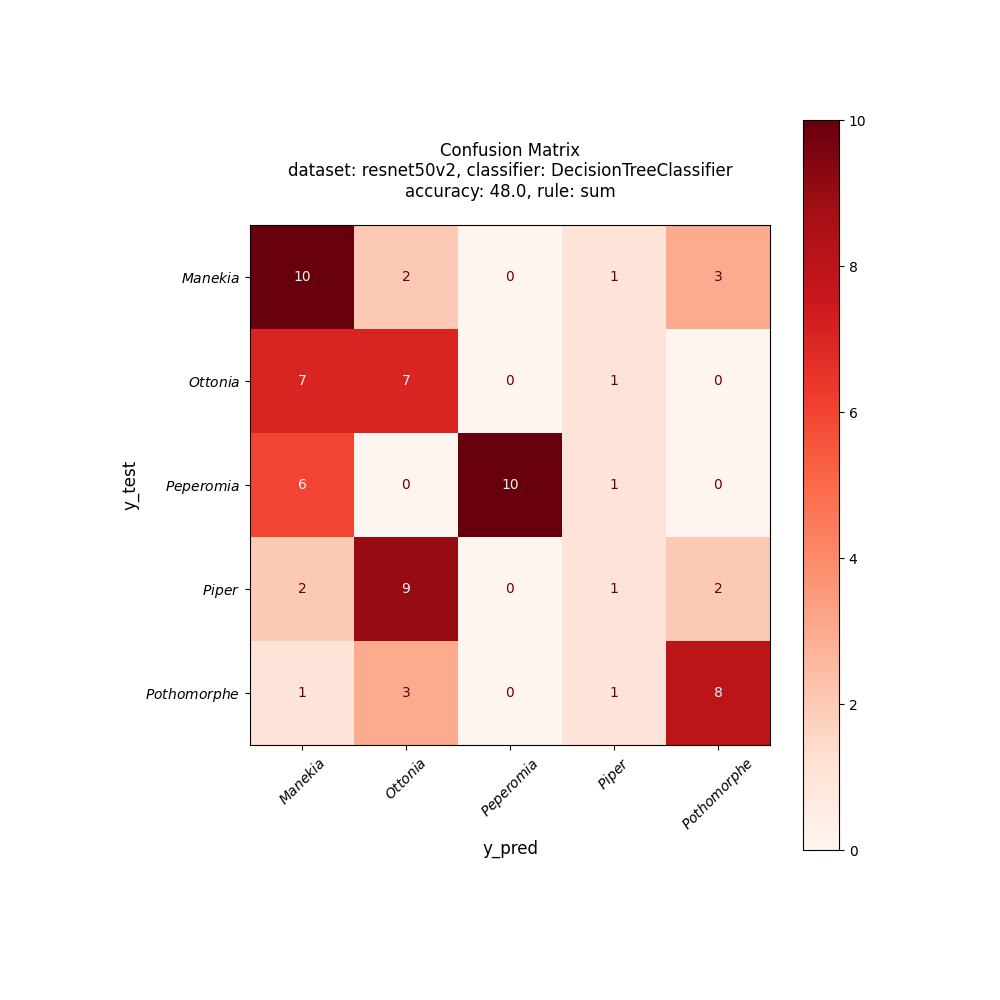 Confusion Matrix
dataset: resnet50v2, classifier: DecisionTreeClassifier
accuracy: 48.0, rule: sum
10
8
6
4
2
0
y_test
Manekia 10 2 0 1 3
Ottonia 7 7 0 1 0
Peperomia 6 0 10 1 0
Piper 2 9 0 1 2
Pothomorphe 1 3 0 1 8
Manekia Ottonia Peperomia Piper Pothomorphe
y_pred